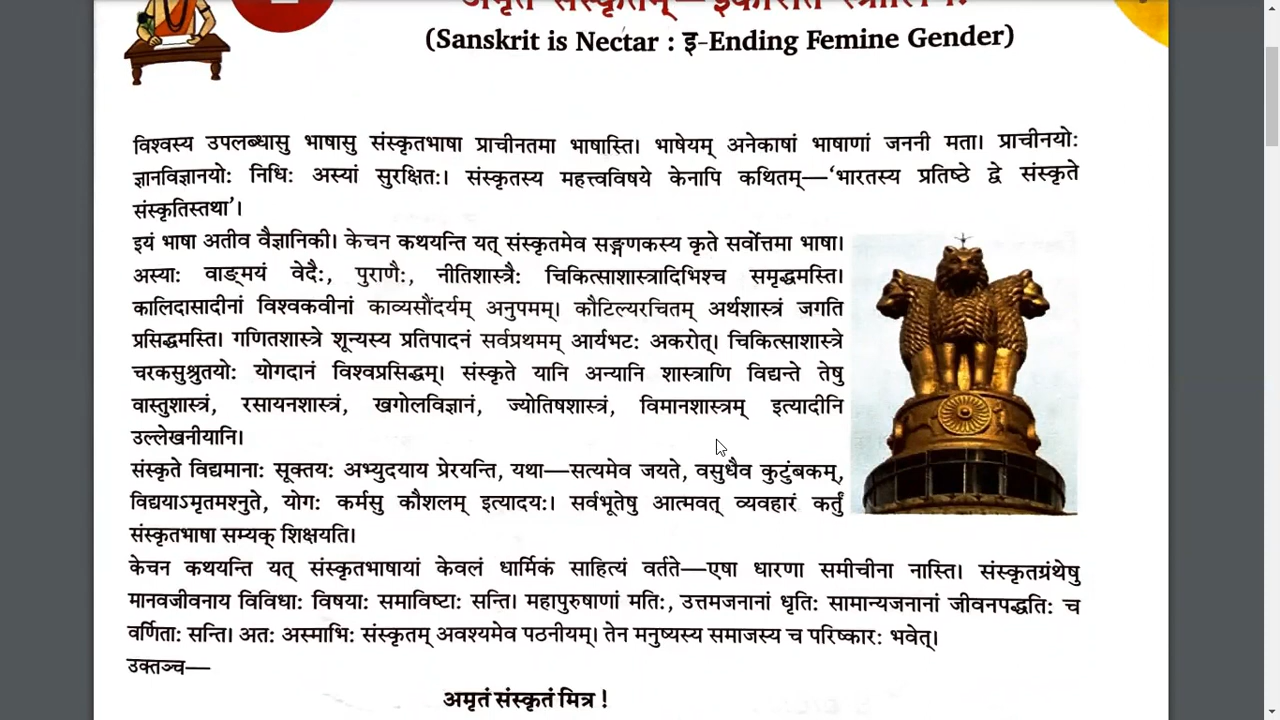 (Sanskrit is Nectar : इ-Ending Femine Gender)
विश्वस्य उपलब्धासु भाषासु संस्कृतभाषा प्राचीनतमा भाषास्ति। भाषेयम् अनेकाषां भाषाणां जननी मता। प्राचीनयोः
ज्ञानविज्ञानयोः निधिः अस्यां सुरक्षितः। संस्कृतस्य महत्त्वविषये केनापि कथितम्—‘भारतस्य प्रतिष्ठे द्वे संस्कृते
संस्कृतिस्तथा’।
इयं भाषा अतीव वैज्ञानिकी। केचन कथयन्ति यत् संस्कृतमेव सङ्गणकस्य कृते सर्वोत्तमा भाषा।
अस्याः वाङ्मयं वेदैः, पुराणैः, नीतिशास्त्रैः चिकित्साशास्त्रादिभिश्च समृद्धमस्ति।
कालिदासादीनां विश्वकवीनां काव्यसौंदर्यम् अनुपमम्। कौटिल्यरचितम् अर्थशास्त्रं जगति
प्रसिद्धमस्ति। गणितशास्त्रे शून्यस्य प्रतिपादनं सर्वप्रथमम् आर्यभटः अकरोत्। चिकित्साशास्त्रे
चरकसुश्रुतयोः योगदानं विश्वप्रसिद्धम्। संस्कृते यानि अन्यानि शास्त्राणि विद्यन्ते तेषु
वास्तुशास्त्रं, रसायनशास्त्रं, खगोलविज्ञानं, ज्योतिषशास्त्रं, विमानशास्त्रम् इत्यादीनि
उल्लेखनीयानि।
संस्कृते विद्यमानाः सूक्तयः अभ्युदयाय प्रेरयन्ति, यथा—सत्यमेव जयते, वसुधैव कुटुंबकम्,
विद्ययाऽमृतमश्नुते, योगः कर्मसु कौशलम् इत्यादयः। सर्वभूतेषु आत्मवत् व्यवहारं कर्तुं
संस्कृतभाषा सम्यक् शिक्षयति।
केचन कथयन्ति यत् संस्कृतभाषायां केवलं धार्मिकं साहित्यं वर्तते—एषा धारणा समीचीना नास्ति। संस्कृतग्रंथेषु
मानवजीवनाय विविधाः विषयाः समाविष्टाः सन्ति। महापुरुषाणां मतिः, उत्तमजनानां धृतिः सामान्यजनानां जीवनपद्धतिः च
वर्णिताः सन्ति। अतः अस्माभिः संस्कृतम् अवश्यमेव पठनीयम्। तेन मनुष्यस्य समाजस्य च परिष्कारः भवेत्।
उक्तञ्च—
अमृतं संस्कृतं मित्र !